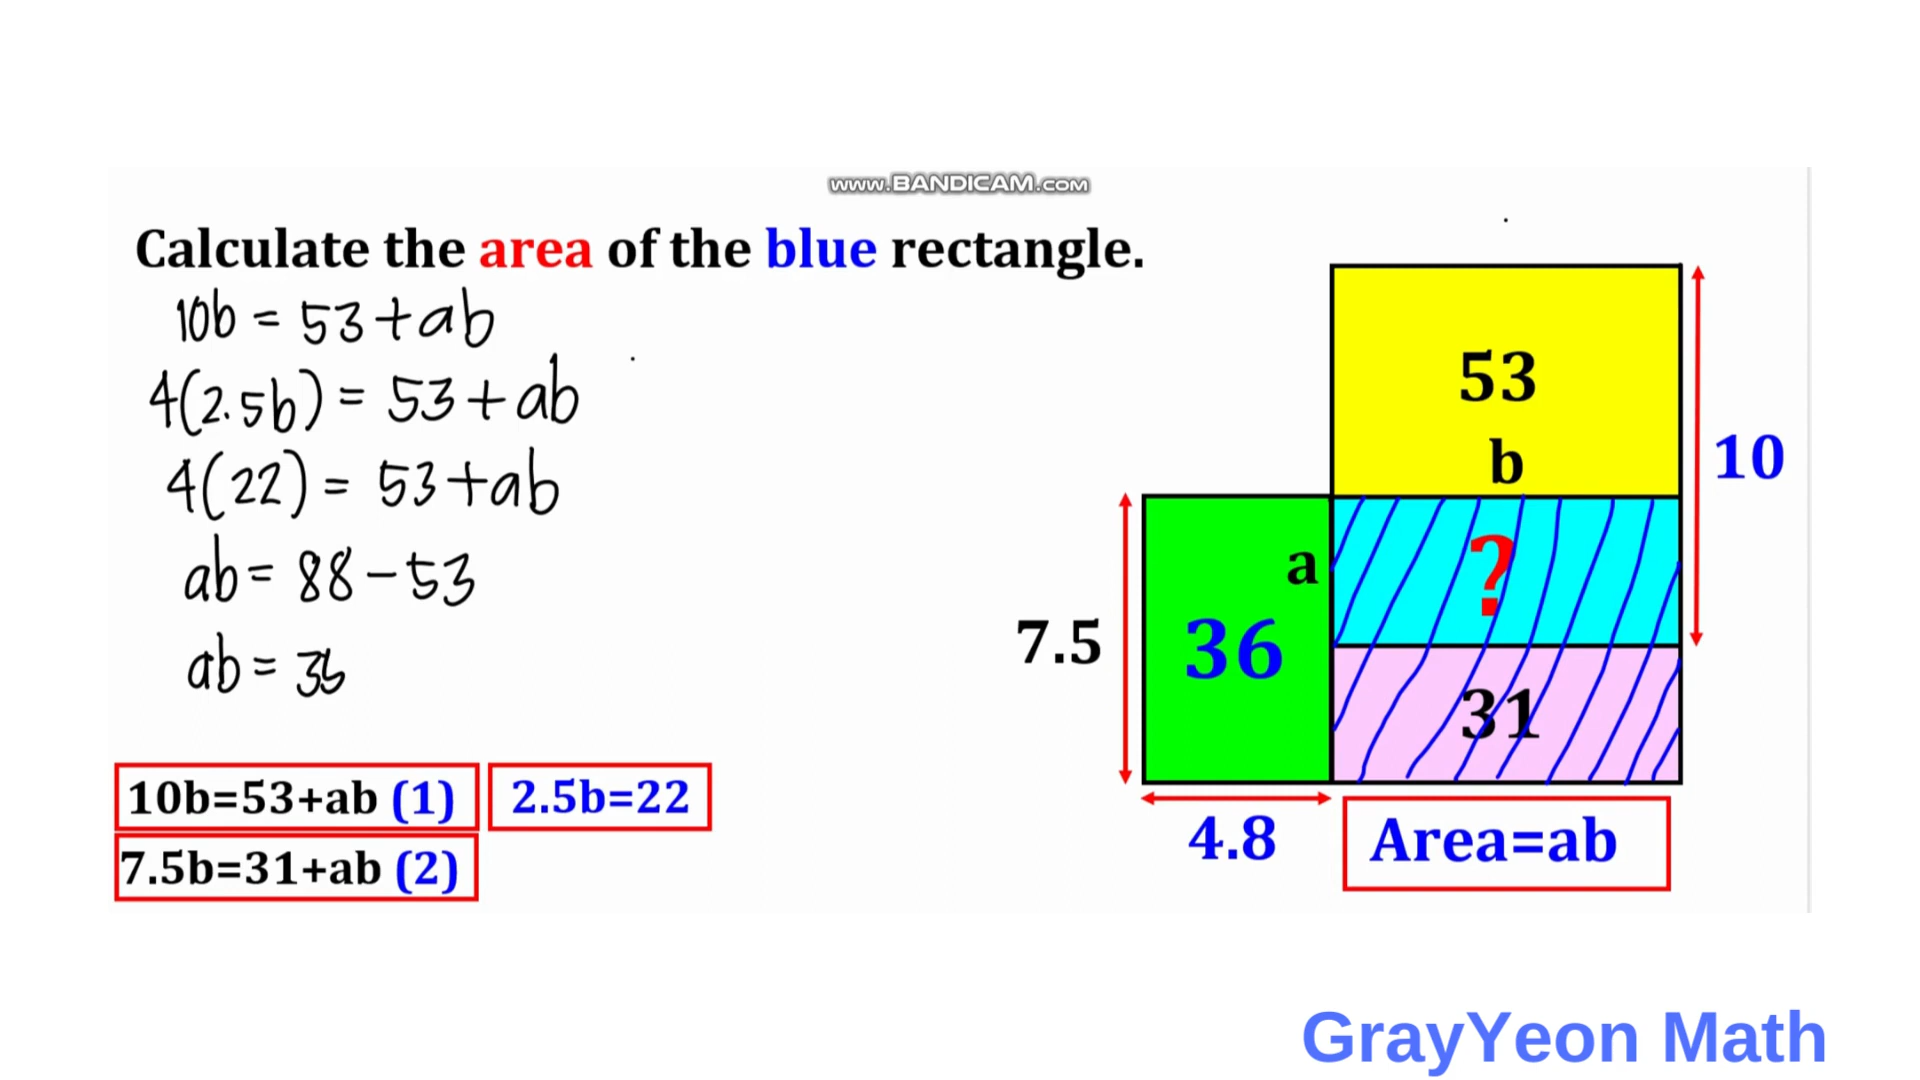 www.BANDICAM.com
Calculate the area of the blue rectangle.
10b = 53+ab
4(2.5b) = 53+ab
4(22) = 53+ab
ab = 88-53
ab = 35
10b=53+ab (1)
2.5b=22
7.5b=31+ab (2)
53
b
10
a
?
7.5
36
31
4.8
Area=ab
GrayYeon Math